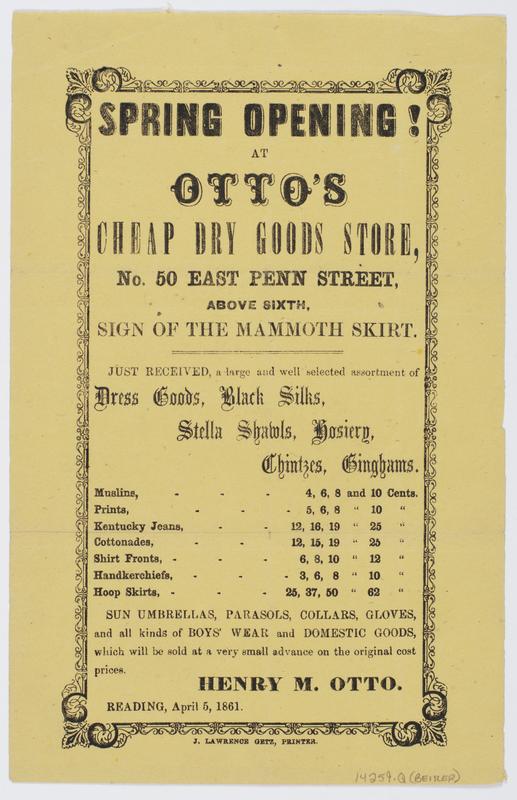 SPRING OPENING!
AT
OTTO'S
CHEAP DRY GOODS STORE,
No. 50 EAST PENN STREET,
ABOVE SIXTH,
SIGN OF THE MAMMOTH SKIRT.
JUST RECEIVED, a large and well selected assortment of
Dress Goods, Black Silks,
Stella Shawls, Hosiery,
Chintzes, Ginghams.
Muslins, - - - 4, 6, 8 and 10 Cents.
Prints, - - - 5, 6, 8 " 10 "
Kentucky Jeans, - - 12, 16, 19 " 25 "
Cottonades, - - 12, 15, 19 " 25 "
Shirt Fronts, - - - 6, 8, 10 " 12 "
Handkerchiefs, - - - 3, 6, 8 " 10 "
Hoop Skirts, - - - 25, 37, 50 " 62 "
SUN UMBRELLAS, PARASOLS, COLLARS, GLOVES,
and all kinds of BOYS' WEAR and DOMESTIC GOODS,
which will be sold at a very small advance on the original cost
prices.
HENRY M. OTTO.
READING, April 5, 1861.
J. LAWRENCE GETZ, PRINTER.
14259.Q (BEIRER)